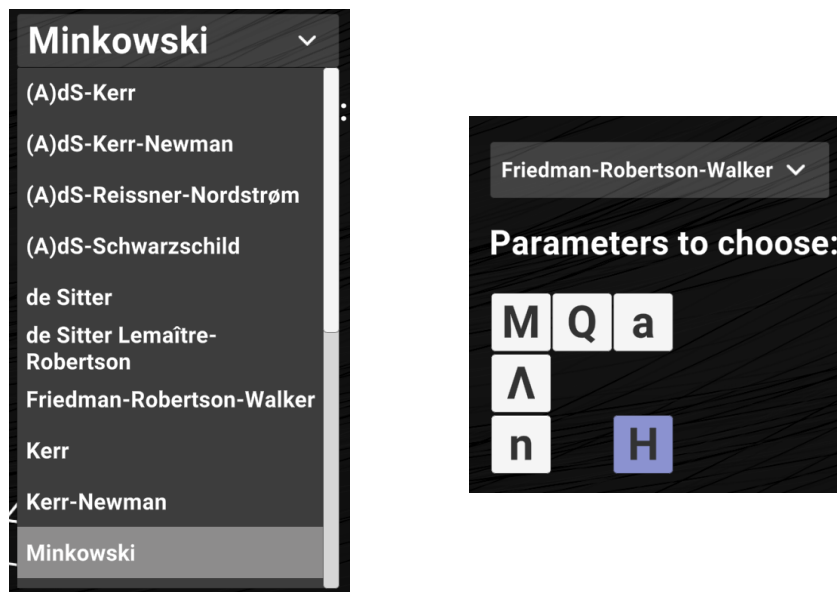 Minkowski
(A)dS-Kerr
(A)dS-Kerr-Newman
(A)dS-Reissner-Nordstrøm
(A)dS-Schwarzschild
de Sitter
de Sitter Lemaître-
Robertson
Friedman-Robertson-Walker
Kerr
Kerr-Newman
Minkowski
:
Friedman-Robertson-Walker
Parameters to choose:
M Q a
Λ
n H